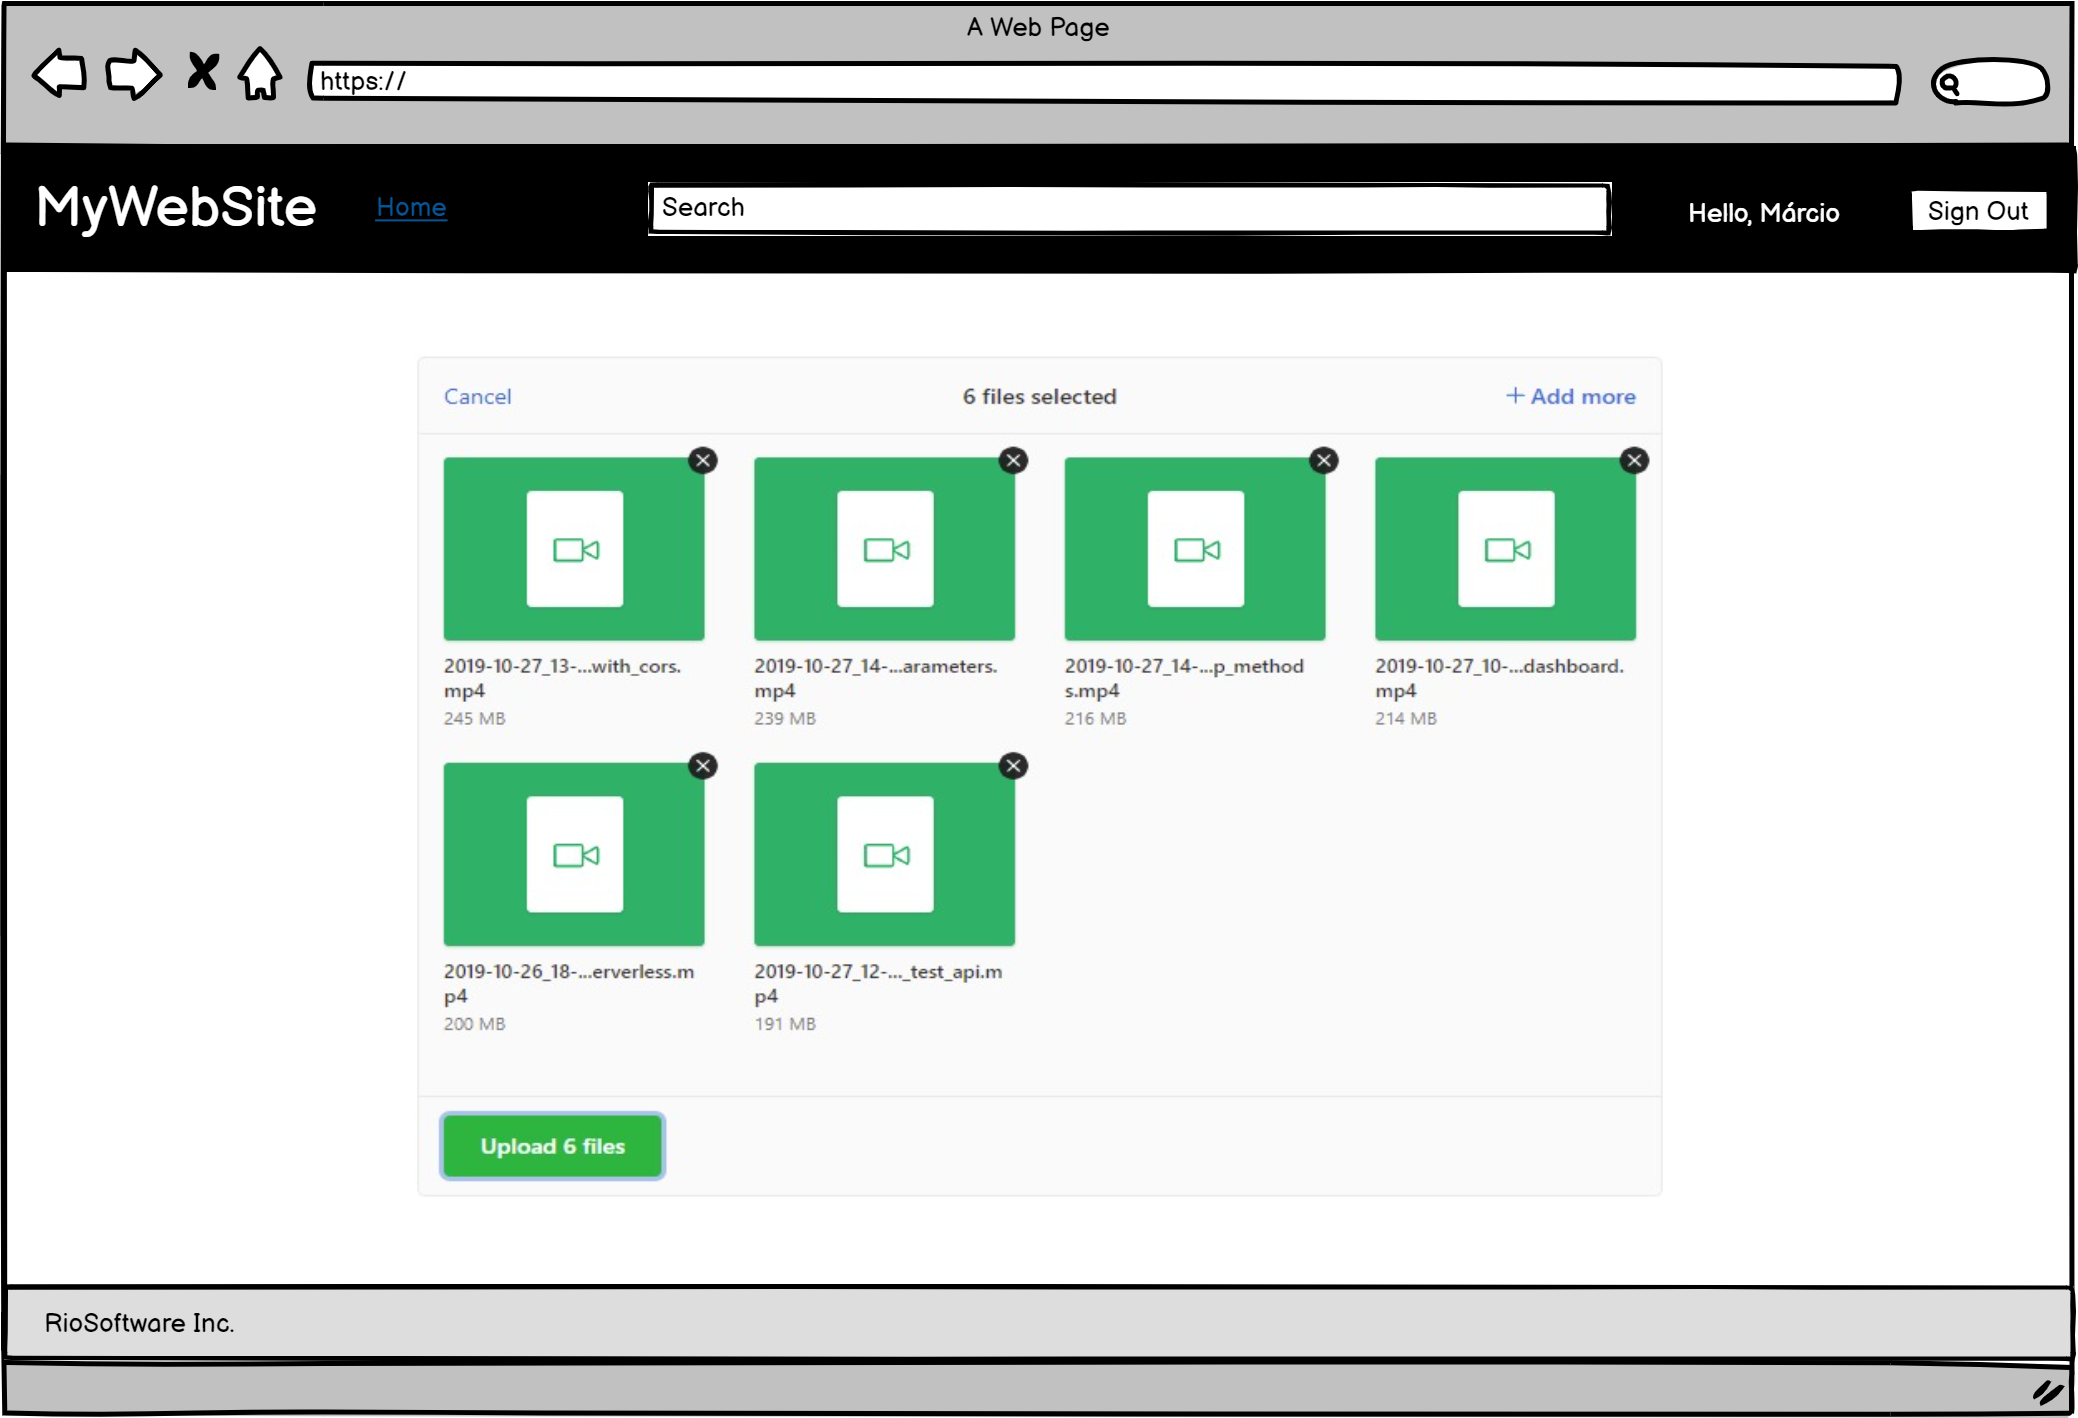 A Web Page
https://
MyWebSite
Home
Search
Hello, Márcio
Sign Out
Cancel
6 files selected
+ Add more
2019-10-27_13-...with_cors.
mp4
245 MB
2019-10-27_14-...arameters.
mp4
239 MB
2019-10-27_14-...p_method
s.mp4
216 MB
2019-10-27_10-...dashboard.
mp4
214 MB
2019-10-26_18-...erverless.m
p4
200 MB
2019-10-27_12-..._test_api.m
p4
191 MB
Upload 6 files
RioSoftware Inc.